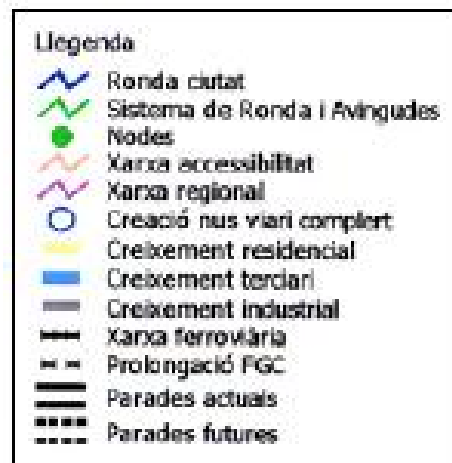 Llegenda
Ronda ciutat
Sistema de Ronda i Avingudes
Nodes
Xarxa accessibilitat
Xarxa regional
Creació nus viari complert
Creixement residencial
Creixement terciari
Creixement industrial
Xarxa ferroviària
Prolongació FGC
Parades actuals
Parades futures